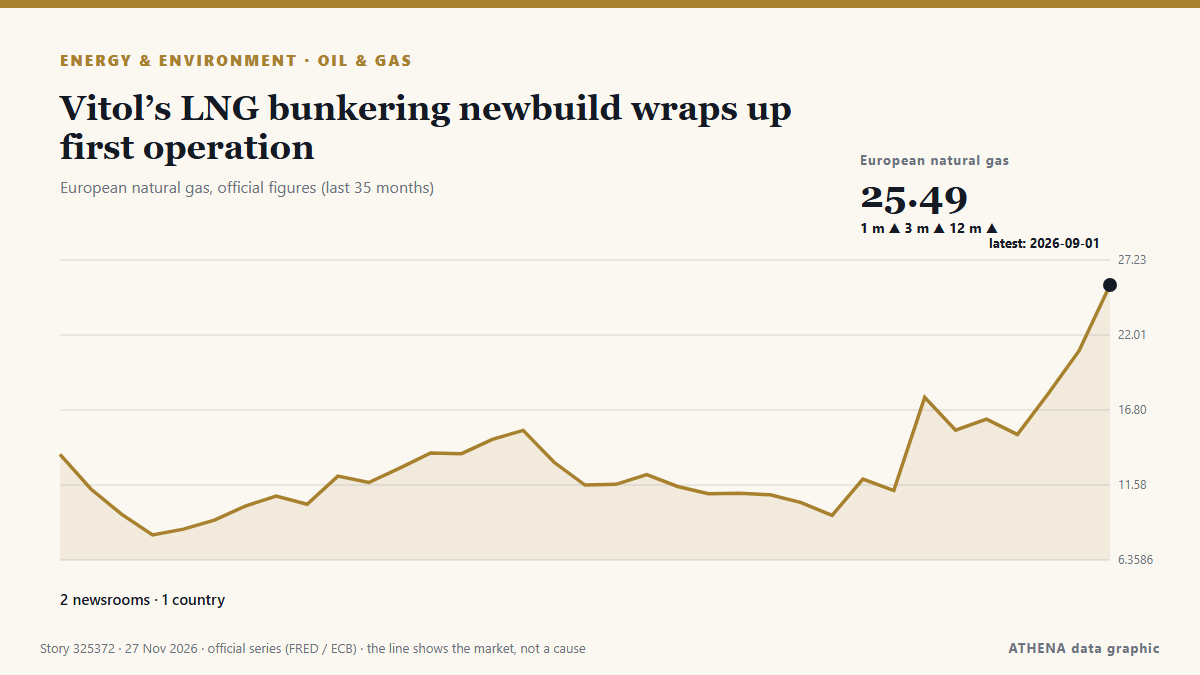 ENERGY & ENVIRONMENT · OIL & GAS
Vitol’s LNG bunkering newbuild wraps up
first operation
European natural gas, official figures (last 35 months)
European natural gas
25.49
1 m ▲ 3 m ▲ 12 m ▲
latest: 2026-09-01
27.23
22.01
16.80
11.58
6.3586
2 newsrooms · 1 country
Story 325372 · 27 Nov 2026 · official series (FRED / ECB) · the line shows the market, not a cause
ATHENA data graphic